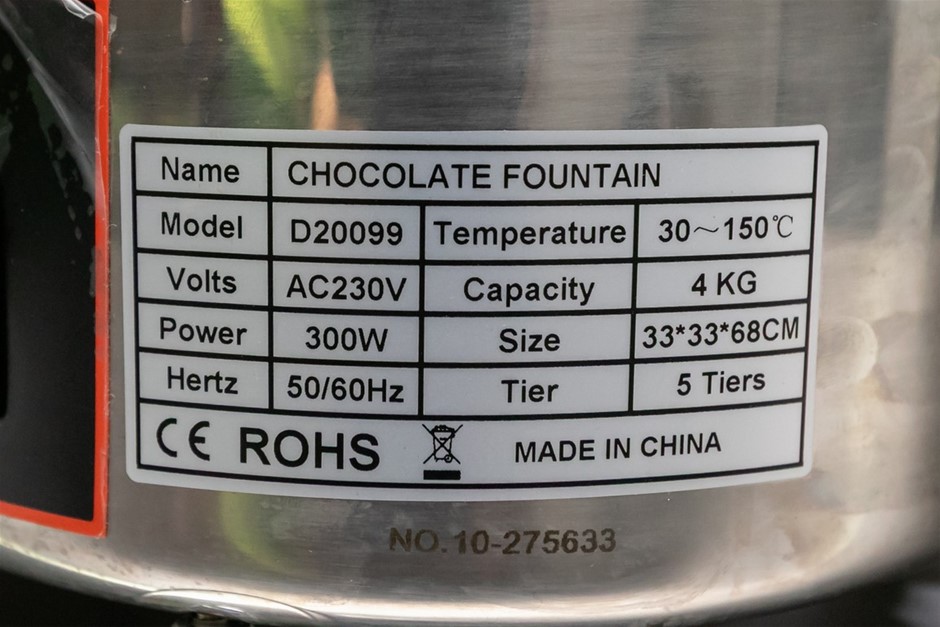 Name CHOCOLATE FOUNTAIN
Model D20099 Temperature 30～150℃
Volts AC230V Capacity 4 KG
Power 300W Size 33*33*68CM
Hertz 50/60Hz Tier 5 Tiers
CE ROHS MADE IN CHINA
NO.10-275633